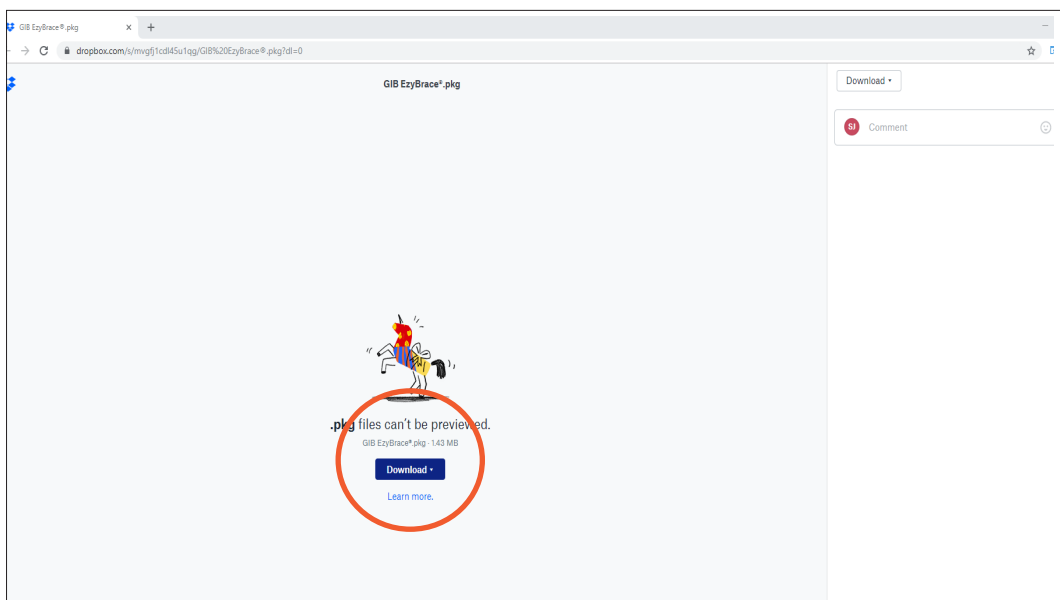 GIB EzyBrace®.pkg
dropbox.com/s/mvgfj1cdl45u1qg/GIB%20EzyBrace®.pkg?dl=0
GIB EzyBrace®.pkg
Download
SJ Comment
.pkg files can't be previewed.
GIB EzyBrace®.pkg · 1.43 MB
Download
Learn more.